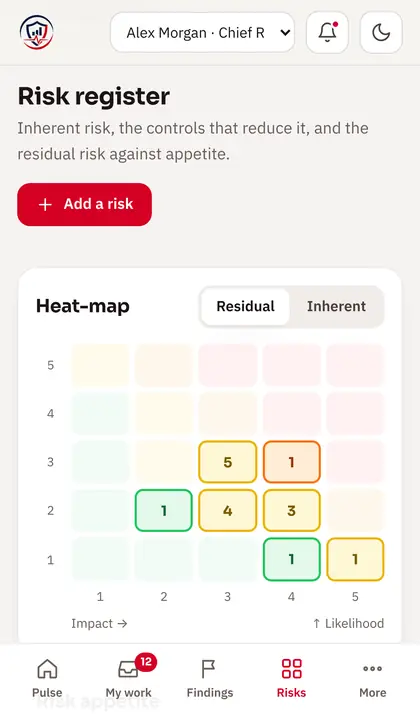 Alex Morgan · Chief R
Risk register
Inherent risk, the controls that reduce it, and the
residual risk against appetite.
+ Add a risk
Heat-map
Residual
Inherent
5
4
3 5 1
2 1 4 3
1 1 1
1 2 3 4 5
Impact →
↑ Likelihood
12
Pulse
My work
Findings
Risks
More
Risk appetite